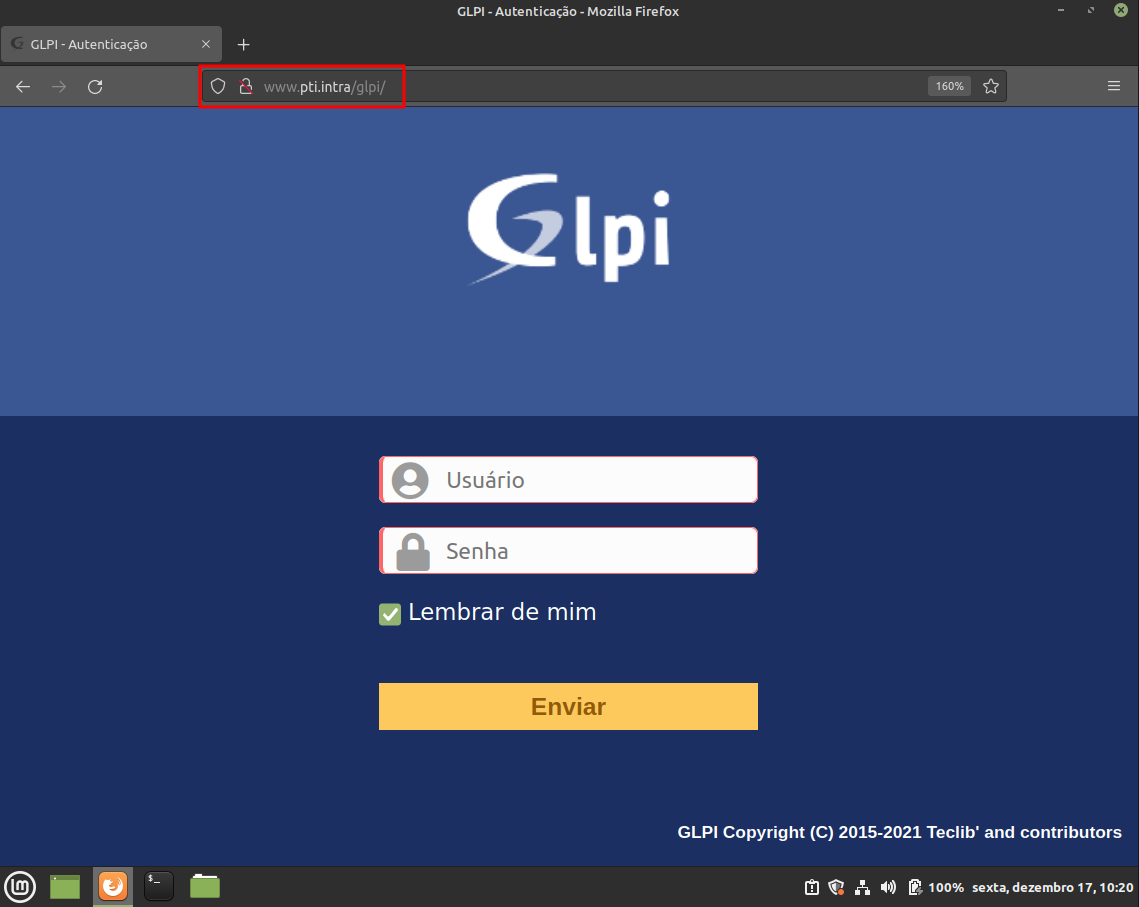 GLPI - Autenticação - Mozilla Firefox
GLPI - Autenticação
www.pti.intra/glpi/
160%
Glpi
Usuário
Senha
Lembrar de mim
Enviar
GLPI Copyright (C) 2015-2021 Teclib' and contributors
100% sexta, dezembro 17, 10:20